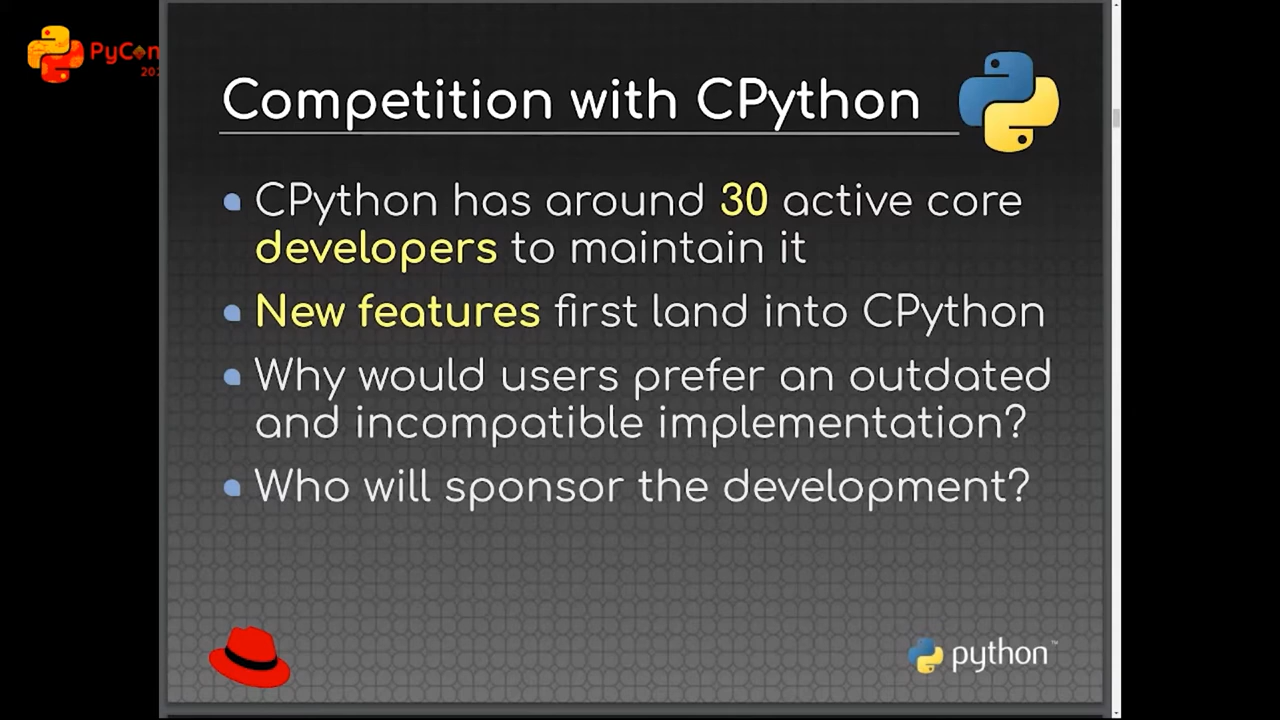 PyCon
Competition with CPython
CPython has around 30 active core
developers to maintain it
New features first land into CPython
Why would users prefer an outdated
and incompatible implementation?
Who will sponsor the development?
python™